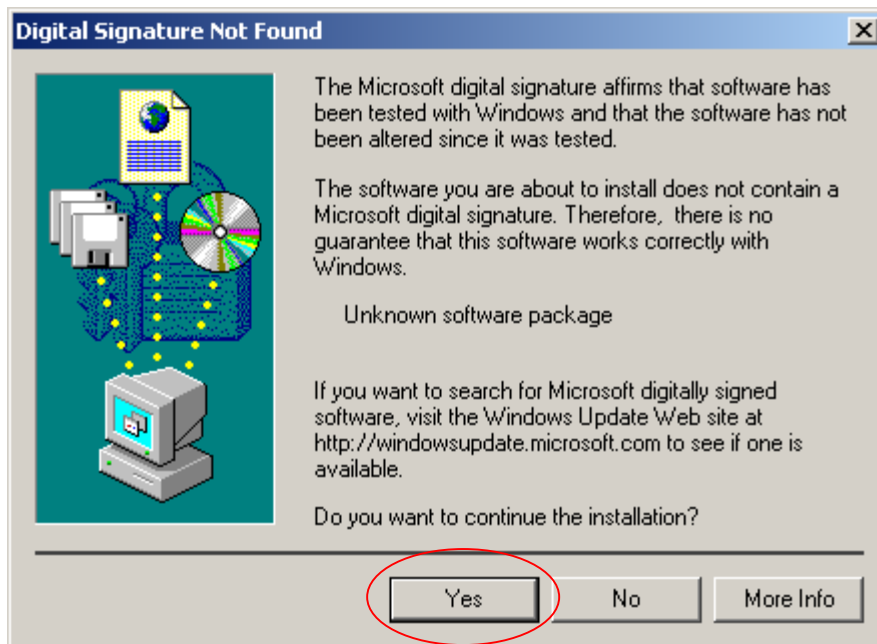 Digital Signature Not Found
The Microsoft digital signature affirms that software has
been tested with Windows and that the software has not
been altered since it was tested.
The software you are about to install does not contain a
Microsoft digital signature. Therefore,  there is no
guarantee that this software works correctly with
Windows.
Unknown software package
If you want to search for Microsoft digitally signed
software, visit the Windows Update Web site at
http://windowsupdate.microsoft.com to see if one is
available.
Do you want to continue the installation?
Yes No More Info